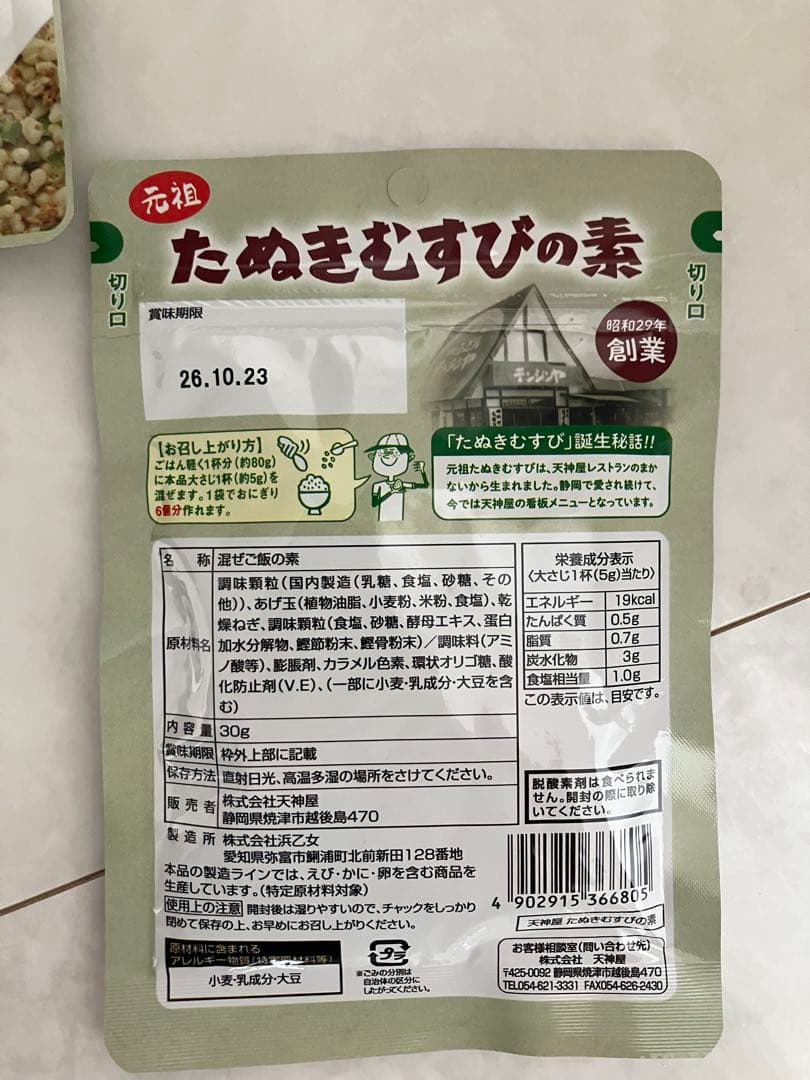 元祖
たぬきむすびの素
切り口
切り口
賞味期限
26.10.23
テンジンヤ
昭和29年
創業
【お召し上がり方】
ごはん軽く1杯分(約80g)
に本品大さじ1杯(約5g)を
混ぜます。1袋でおにぎり
6個分作れます。
「たぬきむすび」誕生秘話!!
元祖たぬきむすびは、天神屋レストランのまか
ないから生まれました。静岡で愛され続けて、
今では天神屋の看板メニューとなっています。
名称 混ぜご飯の素
原材料名 調味顆粒(国内製造(乳糖、食塩、砂糖、その
他))、あげ玉(植物油脂、小麦粉、米粉、食塩)、乾
燥ねぎ、調味顆粒(食塩、砂糖、酵母エキス、蛋白
加水分解物、鰹節粉末、鰹骨粉末)/調味料(アミ
ノ酸等)、膨脹剤、カラメル色素、環状オリゴ糖、酸
化防止剤(V.E)、(一部に小麦・乳成分・大豆を含
む)
内容量 30g
賞味期限 枠外上部に記載
保存方法 直射日光、高温多湿の場所をさけてください。
販売者 株式会社天神屋
静岡県焼津市越後島470
製造所 株式会社浜乙女
愛知県弥富市鯏浦町北前新田128番地
本品の製造ラインでは、えび・かに・卵を含む商品を
生産しています。(特定原材料対象)
使用上の注意 開封後は湿りやすいので、チャックをしっかり
閉めて保存の上、お早めにお召し上がりください。
原材料に含まれる
アレルギー物質(特定原材料等)
小麦・乳成分・大豆
プラ
※ごみの分別は
自治体の区分に
したがってください。
栄養成分表示
〈大さじ1杯(5g)当たり〉
エネルギー 19kcal
たんぱく質 0.5g
脂質 0.7g
炭水化物 3g
食塩相当量 1.0g
この表示値は、目安です。
脱酸素剤は食べられま
せん。開封の際に取り除
いてください。
4 902915 366805
天神屋 たぬきむすびの素
お客様相談室(問い合わせ先)
株式会社 天神屋
〒425-0092 静岡県焼津市越後島470
TEL054-621-3331 FAX054-626-2430